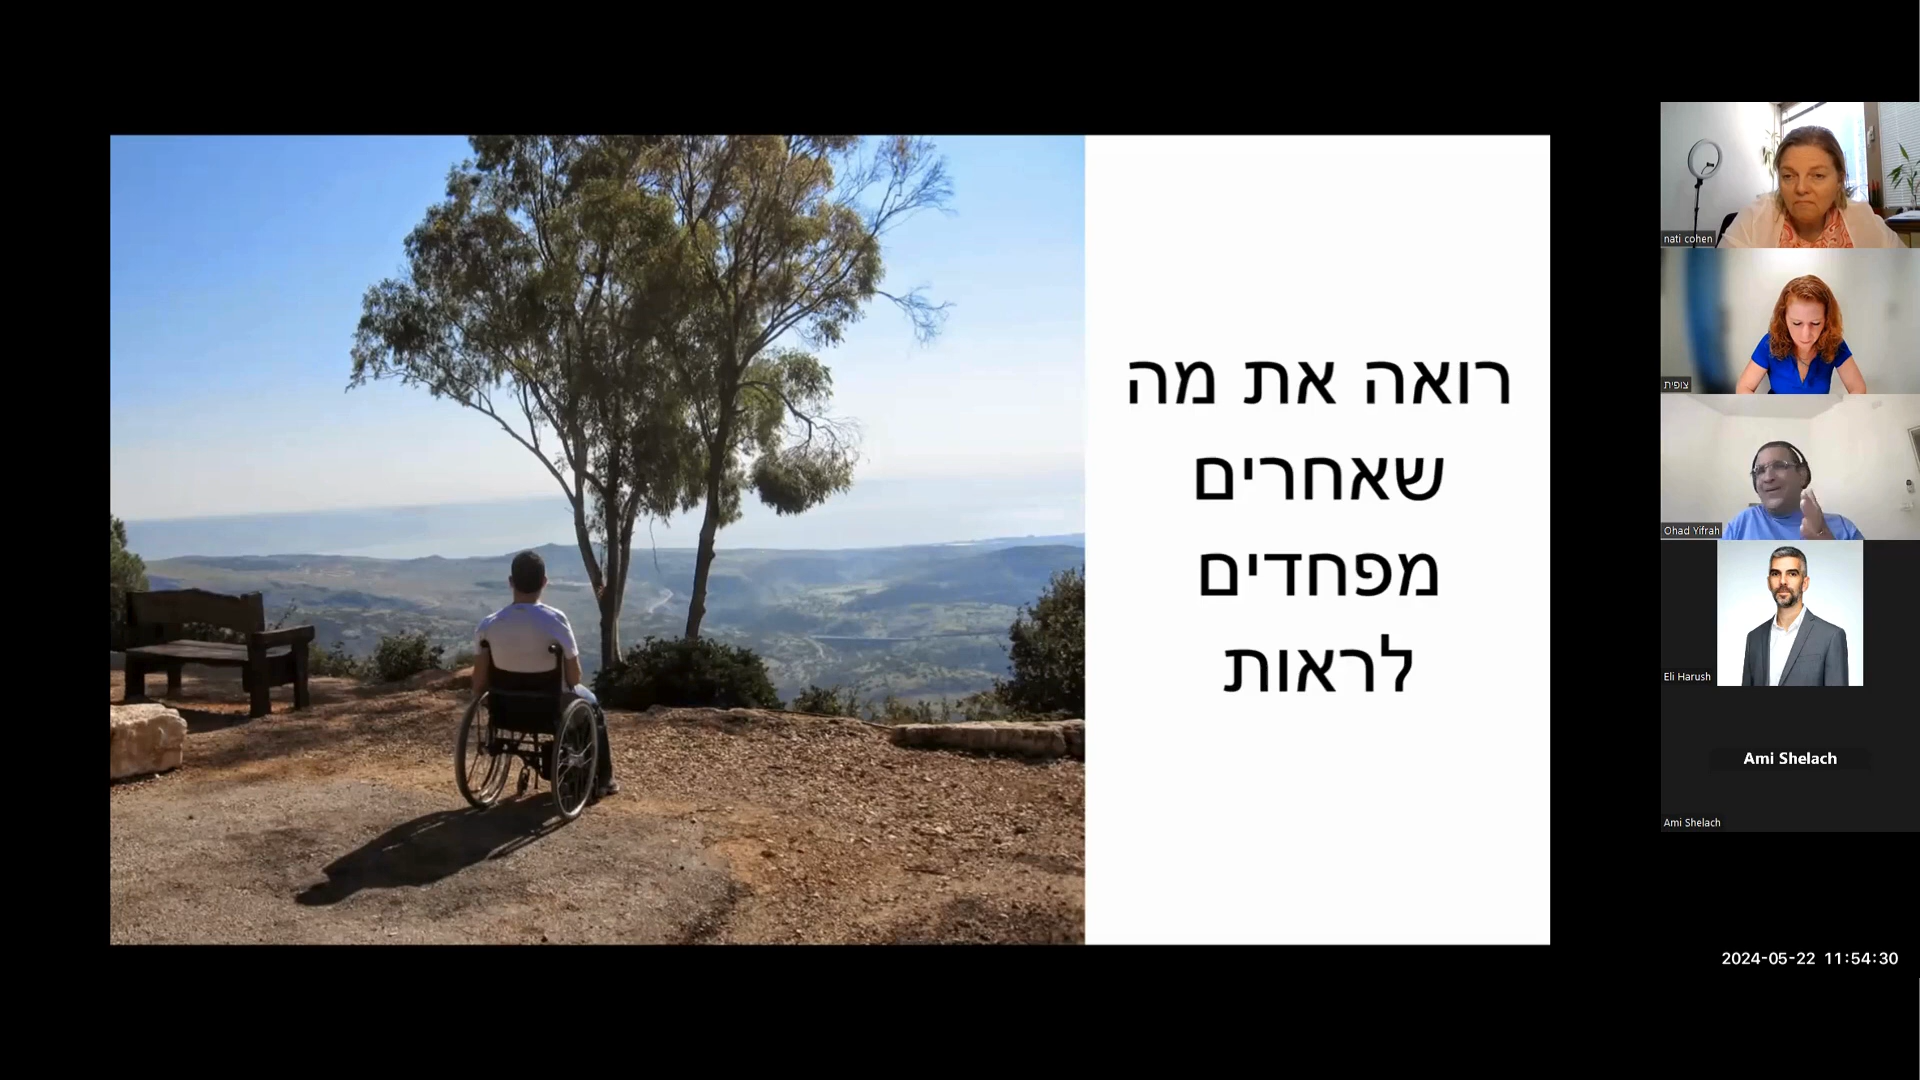 רואה את מה
שאחרים
מפחדים
לראות
nati cohen
צופית
Ohad Yifrah
Eli Harush
Ami Shelach
Ami Shelach
2024-05-22 11:54:30